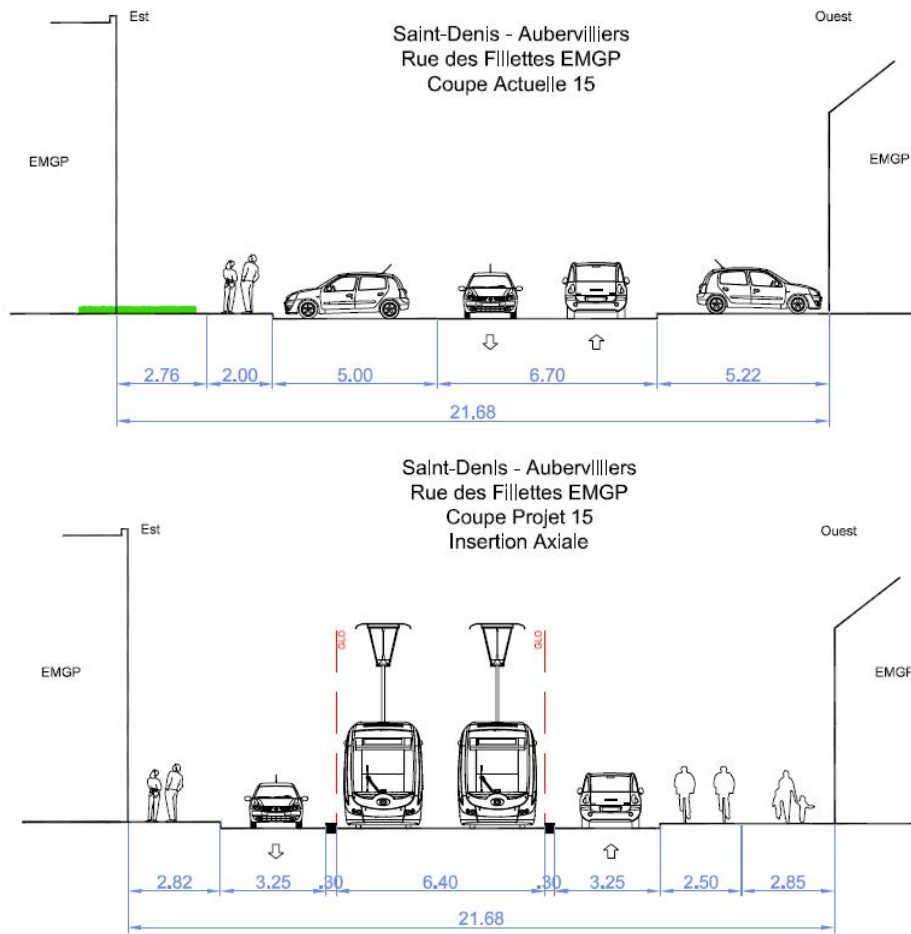 Est
Ouest
Saint-Denis - Aubervilliers
Rue des Fillettes EMGP
Coupe Actuelle 15
EMGP
EMGP
2.76 2.00 5.00 6.70 5.22
21.68
Saint-Denis - Aubervilliers
Rue des Fillettes EMGP
Coupe Projet 15
Insertion Axiale
Est
Ouest
GLO
GLO
EMGP
EMGP
2.82 3.25 .30 6.40 .30 3.25 2.50 2.85
21.68